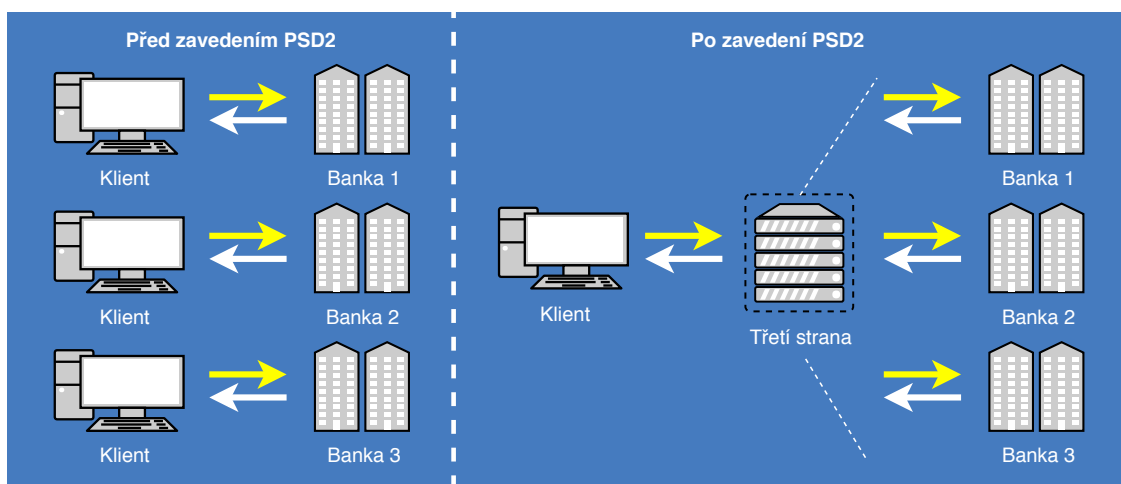 Před zavedením PSD2
Klient
Banka 1
Klient
Banka 2
Klient
Banka 3
Po zavedení PSD2
Klient
Třetí strana
Banka 1
Banka 2
Banka 3